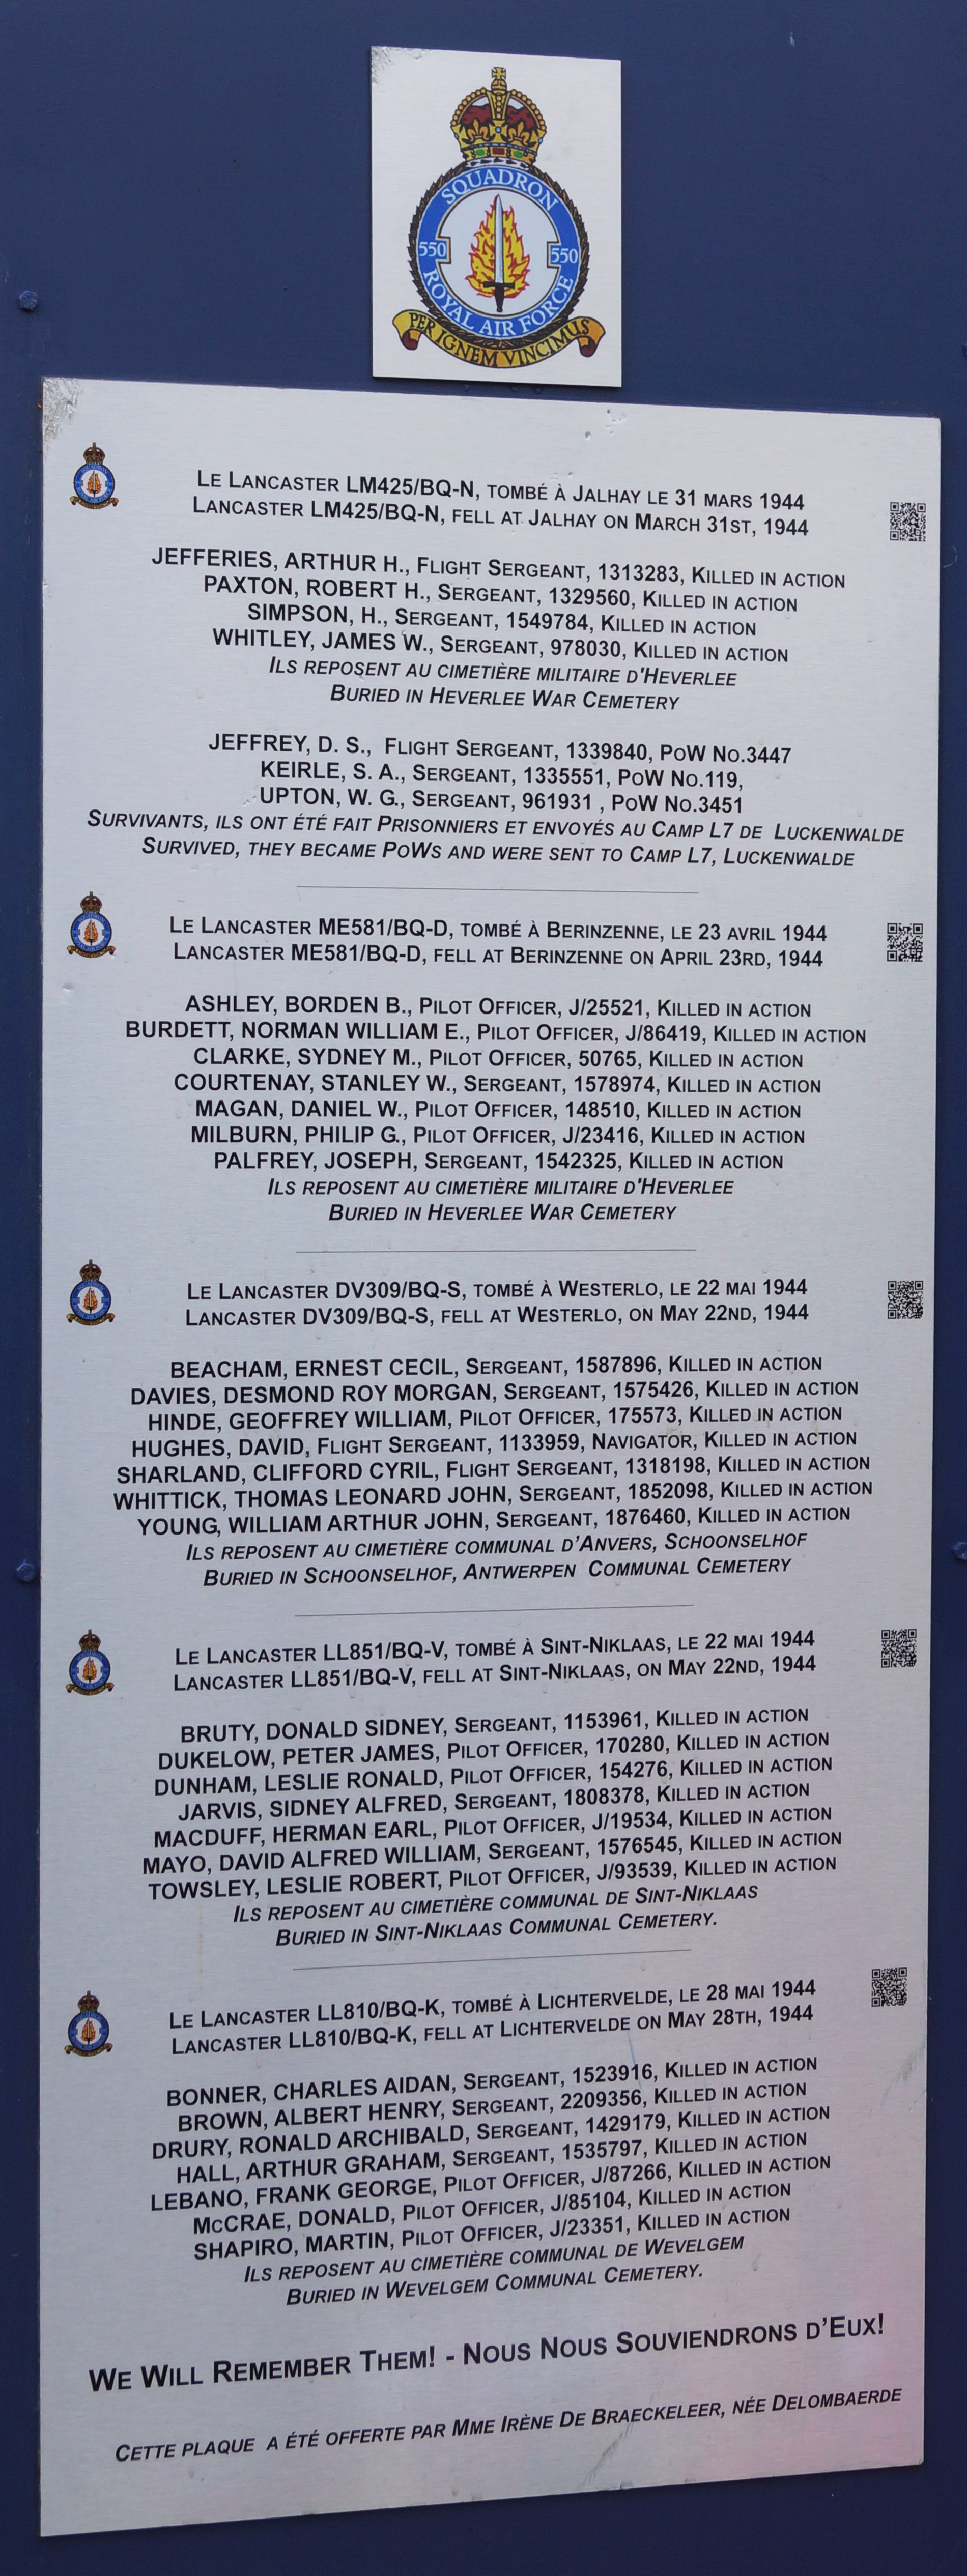 SQUADRON
550 550
ROYAL AIR FORCE
PER IGNEM VINCIMUS
LE LANCASTER LM425/BQ-N, TOMBÉ À JALHAY LE 31 MARS 1944
LANCASTER LM425/BQ-N, FELL AT JALHAY ON MARCH 31ST, 1944
JEFFERIES, ARTHUR H., FLIGHT SERGEANT, 1313283, KILLED IN ACTION
PAXTON, ROBERT H., SERGEANT, 1329560, KILLED IN ACTION
SIMPSON, H., SERGEANT, 1549784, KILLED IN ACTION
WHITLEY, JAMES W., SERGEANT, 978030, KILLED IN ACTION
ILS REPOSENT AU CIMETIÈRE MILITAIRE D'HEVERLEE
BURIED IN HEVERLEE WAR CEMETERY
JEFFREY, D. S., FLIGHT SERGEANT, 1339840, POW NO.3447
KEIRLE, S. A., SERGEANT, 1335551, POW NO.119,
UPTON, W. G., SERGEANT, 961931 , POW NO.3451
SURVIVANTS, ILS ONT ÉTÉ FAIT PRISONNIERS ET ENVOYÉS AU CAMP L7 DE LUCKENWALDE
SURVIVED, THEY BECAME POWS AND WERE SENT TO CAMP L7, LUCKENWALDE
LE LANCASTER ME581/BQ-D, TOMBÉ À BERINZENNE, LE 23 AVRIL 1944
LANCASTER ME581/BQ-D, FELL AT BERINZENNE ON APRIL 23RD, 1944
ASHLEY, BORDEN B., PILOT OFFICER, J/25521, KILLED IN ACTION
BURDETT, NORMAN WILLIAM E., PILOT OFFICER, J/86419, KILLED IN ACTION
CLARKE, SYDNEY M., PILOT OFFICER, 50765, KILLED IN ACTION
COURTENAY, STANLEY W., SERGEANT, 1578974, KILLED IN ACTION
MAGAN, DANIEL W., PILOT OFFICER, 148510, KILLED IN ACTION
MILBURN, PHILIP G., PILOT OFFICER, J/23416, KILLED IN ACTION
PALFREY, JOSEPH, SERGEANT, 1542325, KILLED IN ACTION
ILS REPOSENT AU CIMETIÈRE MILITAIRE D'HEVERLEE
BURIED IN HEVERLEE WAR CEMETERY
LE LANCASTER DV309/BQ-S, TOMBÉ À WESTERLO, LE 22 MAI 1944
LANCASTER DV309/BQ-S, FELL AT WESTERLO, ON MAY 22ND, 1944
BEACHAM, ERNEST CECIL, SERGEANT, 1587896, KILLED IN ACTION
DAVIES, DESMOND ROY MORGAN, SERGEANT, 1575426, KILLED IN ACTION
HINDE, GEOFFREY WILLIAM, PILOT OFFICER, 175573, KILLED IN ACTION
HUGHES, DAVID, FLIGHT SERGEANT, 1133959, NAVIGATOR, KILLED IN ACTION
SHARLAND, CLIFFORD CYRIL, FLIGHT SERGEANT, 1318198, KILLED IN ACTION
WHITTICK, THOMAS LEONARD JOHN, SERGEANT, 1852098, KILLED IN ACTION
YOUNG, WILLIAM ARTHUR JOHN, SERGEANT, 1876460, KILLED IN ACTION
ILS REPOSENT AU CIMETIÈRE COMMUNAL D'ANVERS, SCHOONSELHOF
BURIED IN SCHOONSELHOF, ANTWERPEN COMMUNAL CEMETERY
LE LANCASTER LL851/BQ-V, TOMBÉ À SINT-NIKLAAS, LE 22 MAI 1944
LANCASTER LL851/BQ-V, FELL AT SINT-NIKLAAS, ON MAY 22ND, 1944
BRUTY, DONALD SIDNEY, SERGEANT, 1153961, KILLED IN ACTION
DUKELOW, PETER JAMES, PILOT OFFICER, 170280, KILLED IN ACTION
DUNHAM, LESLIE RONALD, PILOT OFFICER, 154276, KILLED IN ACTION
JARVIS, SIDNEY ALFRED, SERGEANT, 1808378, KILLED IN ACTION
MACDUFF, HERMAN EARL, PILOT OFFICER, J/19534, KILLED IN ACTION
MAYO, DAVID ALFRED WILLIAM, SERGEANT, 1576545, KILLED IN ACTION
TOWSLEY, LESLIE ROBERT, PILOT OFFICER, J/93539, KILLED IN ACTION
ILS REPOSENT AU CIMETIÈRE COMMUNAL DE SINT-NIKLAAS
BURIED IN SINT-NIKLAAS COMMUNAL CEMETERY.
LE LANCASTER LL810/BQ-K, TOMBÉ À LICHTERVELDE, LE 28 MAI 1944
LANCASTER LL810/BQ-K, FELL AT LICHTERVELDE ON MAY 28TH, 1944
BONNER, CHARLES AIDAN, SERGEANT, 1523916, KILLED IN ACTION
BROWN, ALBERT HENRY, SERGEANT, 2209356, KILLED IN ACTION
DRURY, RONALD ARCHIBALD, SERGEANT, 1429179, KILLED IN ACTION
HALL, ARTHUR GRAHAM, SERGEANT, 1535797, KILLED IN ACTION
LEBANO, FRANK GEORGE, PILOT OFFICER, J/87266, KILLED IN ACTION
MCCRAE, DONALD, PILOT OFFICER, J/85104, KILLED IN ACTION
SHAPIRO, MARTIN, PILOT OFFICER, J/23351, KILLED IN ACTION
ILS REPOSENT AU CIMETIÈRE COMMUNAL DE WEVELGEM
BURIED IN WEVELGEM COMMUNAL CEMETERY.
WE WILL REMEMBER THEM! - NOUS NOUS SOUVIENDRONS D'EUX!
CETTE PLAQUE A ÉTÉ OFFERTE PAR MME IRÈNE DE BRAECKELEER, NÉE DELOMBAERDE